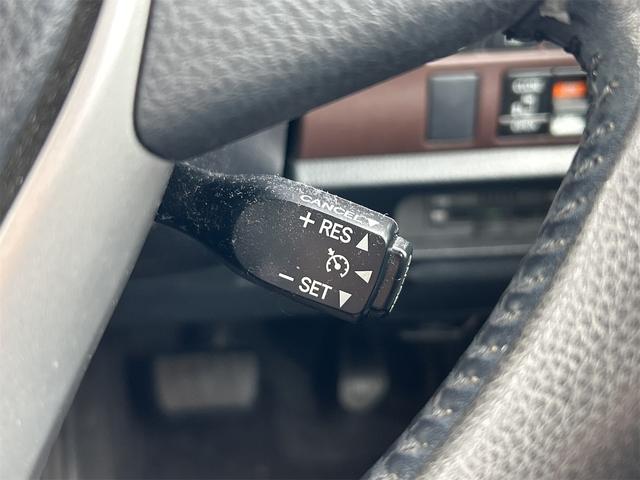 CANCEL▼
+ RES ▲
◀
− SET ▼